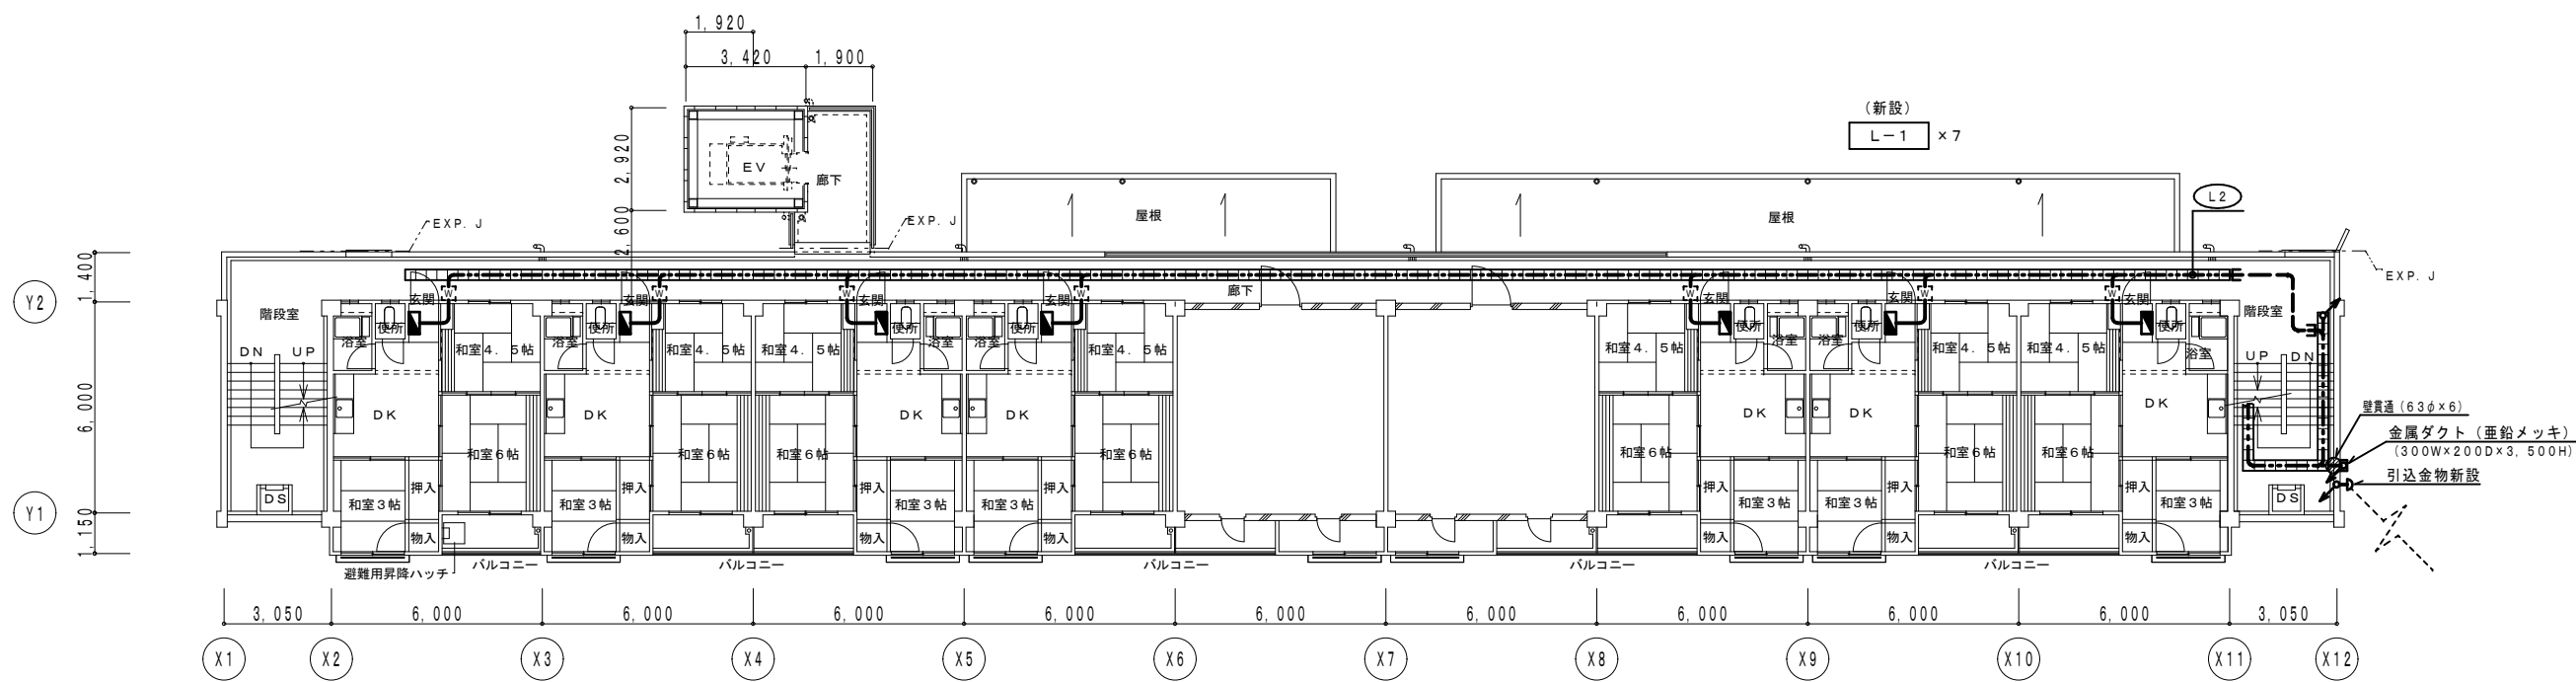 1,920
3,420 1,900
2,920
2,600
EV
廊下
(新設)
L-1 ×7
EXP. J
EXP. J
屋根
屋根
L2
EXP. J
1,400
Y2
6,000
Y1
1,150
階段室
DN UP
DS
玄関 玄関 玄関 玄関 廊下 玄関 玄関 玄関
W W W W W W W
浴室 便所 浴室 便所 便所 浴室 浴室 便所 便所 浴室 浴室 便所 便所 浴室
和室4.5帖 和室4.5帖 和室4.5帖 和室4.5帖 和室4.5帖 和室4.5帖 和室4.5帖
階段室
UP DN
DS
DK DK DK DK DK DK DK
和室6帖 和室6帖 和室6帖 和室6帖 和室6帖 和室6帖 和室6帖
和室3帖 押入 和室3帖 押入 押入 和室3帖 和室3帖 押入 押入 和室3帖 和室3帖 押入 押入 和室3帖
物入 物入 物入 物入 物入 物入 物入
壁貫通(63φ×6)
金属ダクト(亜鉛メッキ)
(300W×200D×3,500H)
引込金物新設
避難用昇降ハッチ
バルコニー バルコニー バルコニー バルコニー バルコニー
3,050 6,000 6,000 6,000 6,000 6,000 6,000 6,000 6,000 6,000 3,050
X1 X2 X3 X4 X5 X6 X7 X8 X9 X10 X11 X12